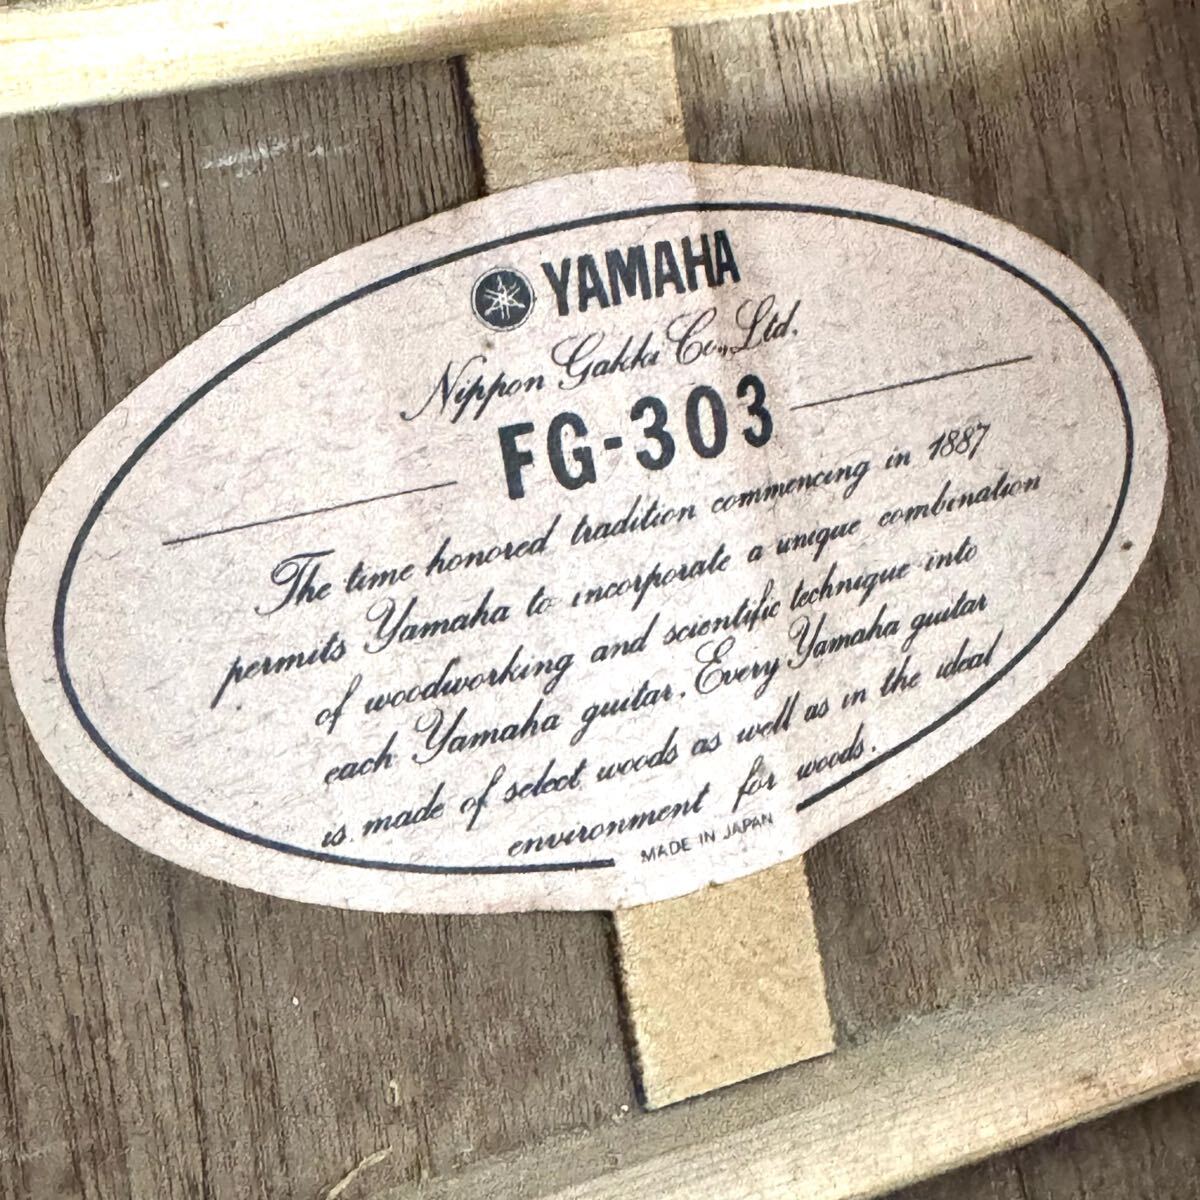 YAMAHA
Nippon Gakki Co., Ltd.
FG-303
The time honored tradition commencing in 1887
permits Yamaha to incorporate a unique combination
of woodworking and scientific technique into
each Yamaha guitar. Every Yamaha guitar
is made of select woods as well as in the ideal
environment for woods.
MADE IN JAPAN